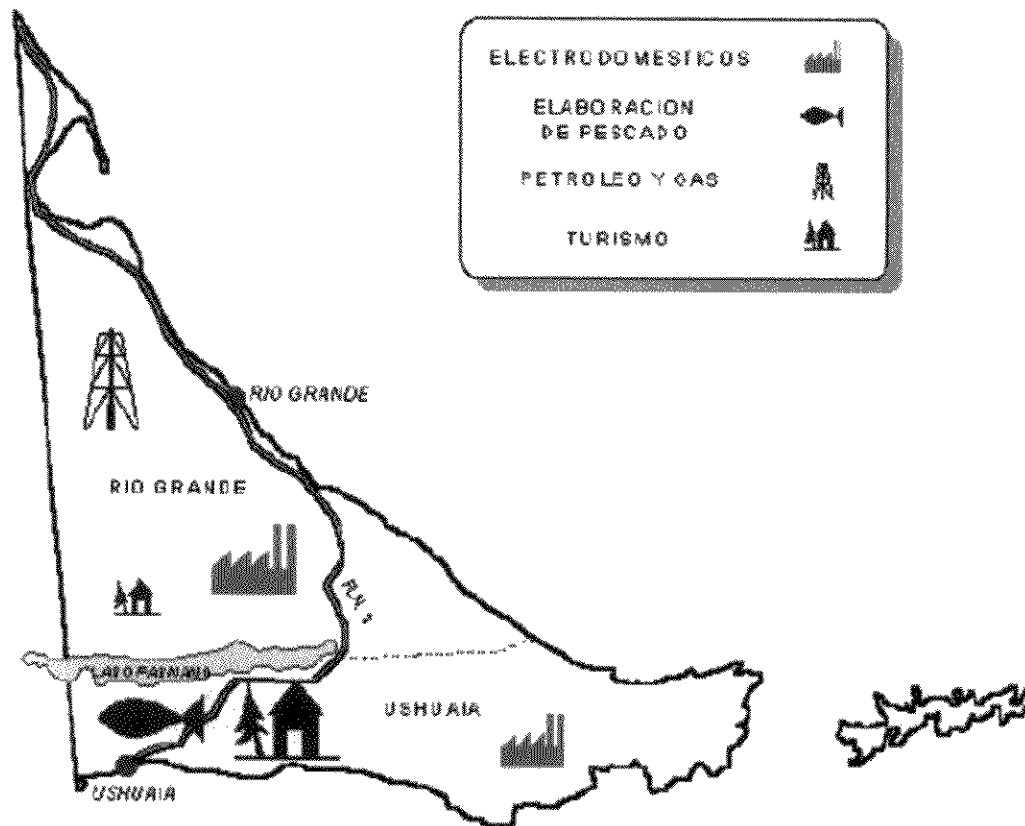 ELECTRODOMESTICOS
ELABORACION
DE PESCADO
PETROLEO Y GAS
TURISMO
RIO GRANDE
RIO GRANDE
USHUAIA
USHUAIA